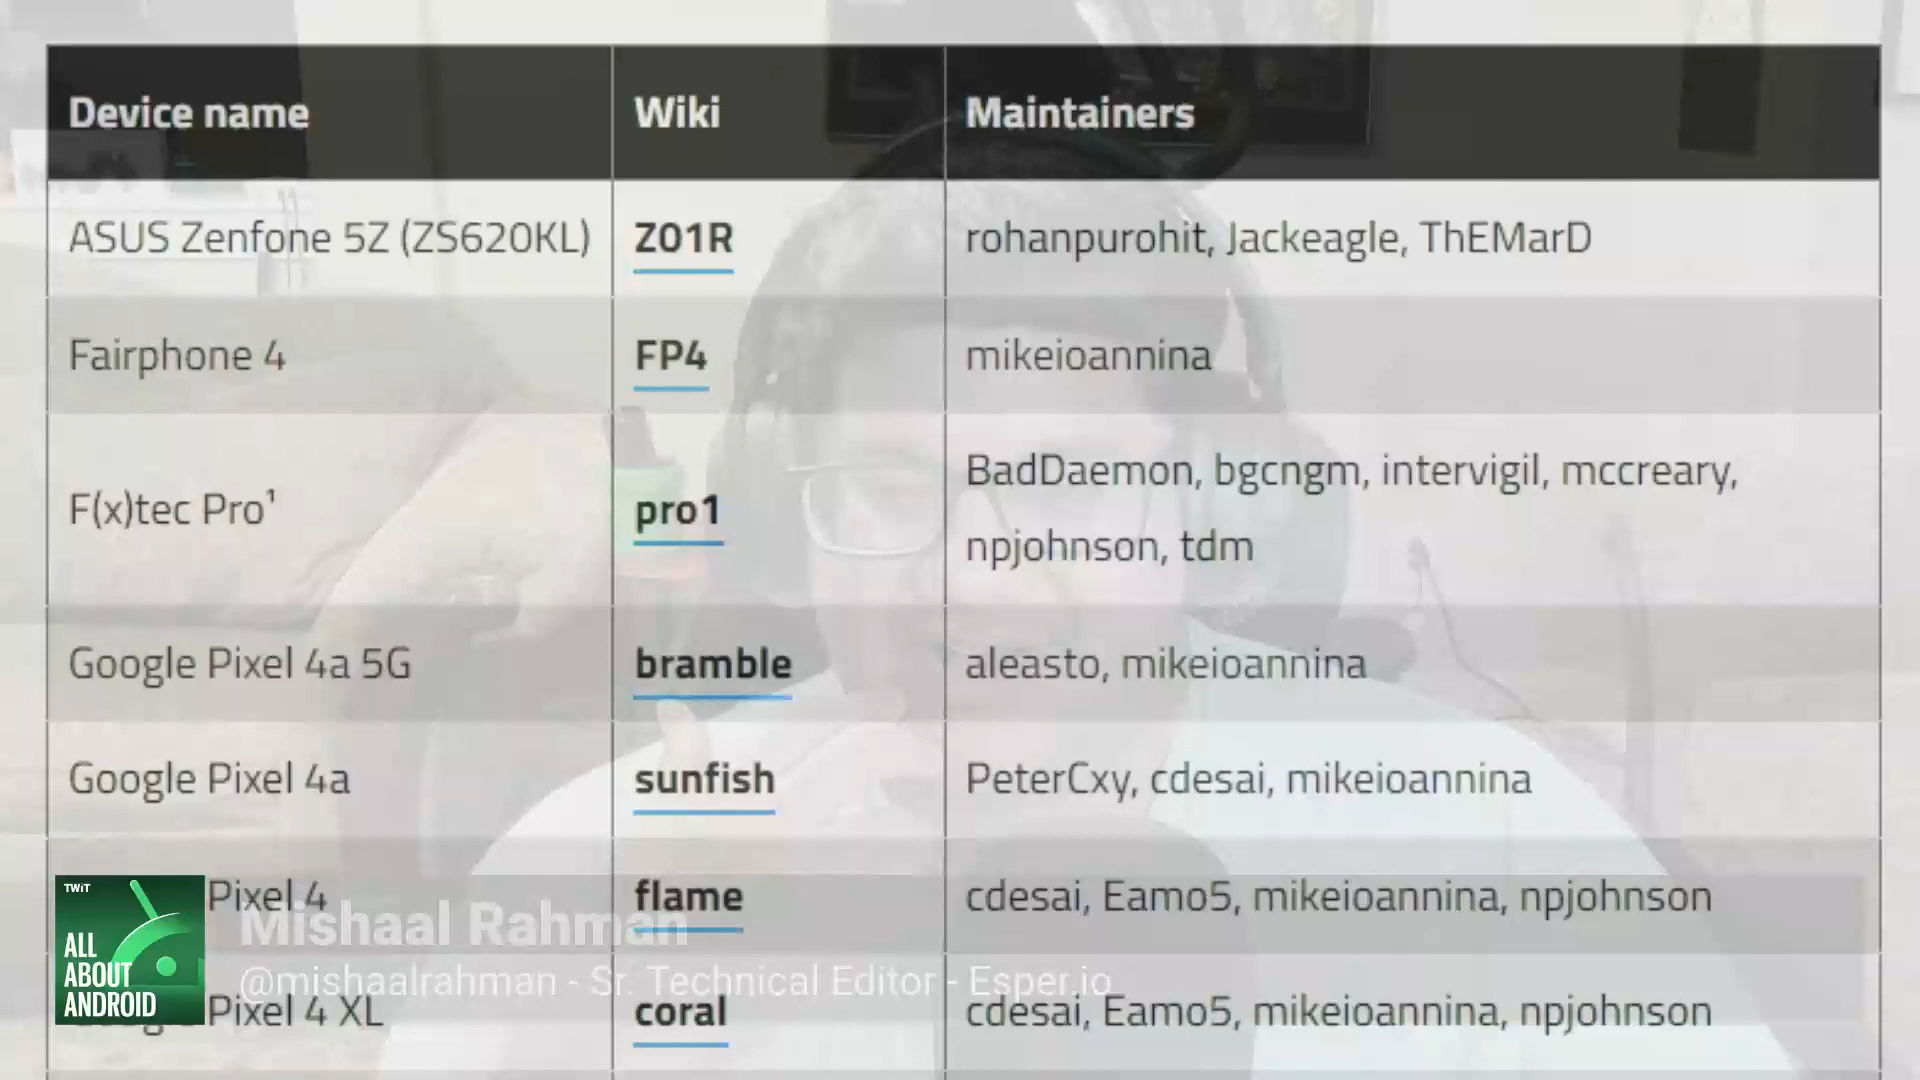 Device name Wiki Maintainers
ASUS Zenfone 5Z (ZS620KL) Z01R rohanpurohit, Jackeagle, ThEMarD
Fairphone 4 FP4 mikeioannina
F(x)tec Pro¹ pro1 BadDaemon, bgcngm, intervigil, mccreary,
npjohnson, tdm
Google Pixel 4a 5G bramble aleasto, mikeioannina
Google Pixel 4a sunfish PeterCxy, cdesai, mikeioannina
Pixel 4 flame cdesai, Eamo5, mikeioannina, npjohnson
Pixel 4 XL coral cdesai, Eamo5, mikeioannina, npjohnson
TWiT
ALL
ABOUT
ANDROID
Mishaal Rahman
@mishaalrahman - Sr. Technical Editor - Esper.io